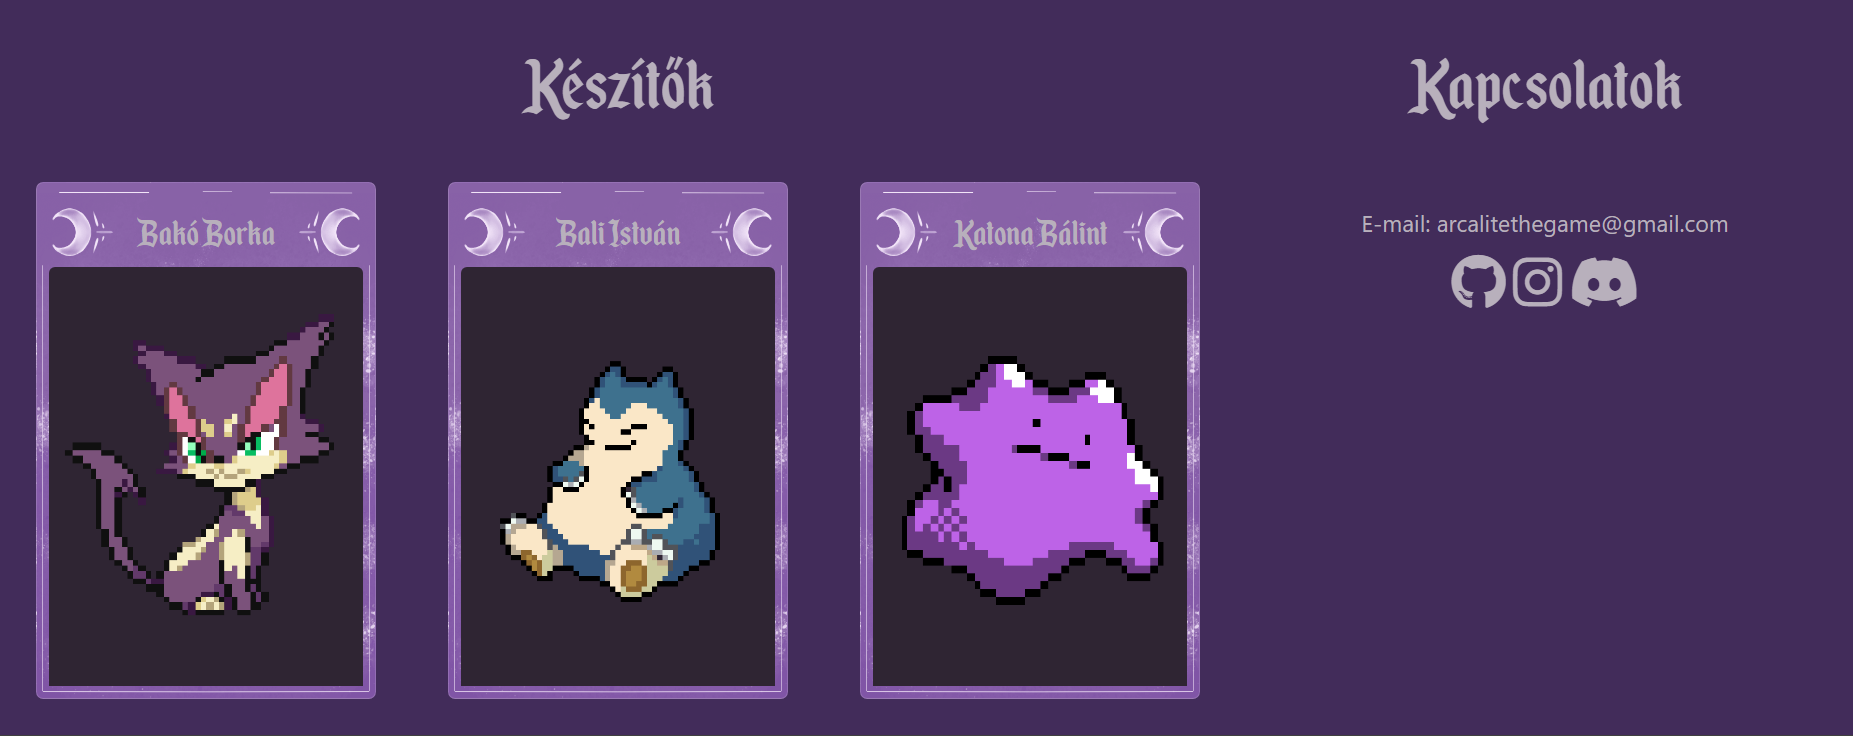 Készítők
Kapcsolatok
Bakó Borka
Bali István
Katona Bálint
E-mail: arcalitethegame@gmail.com